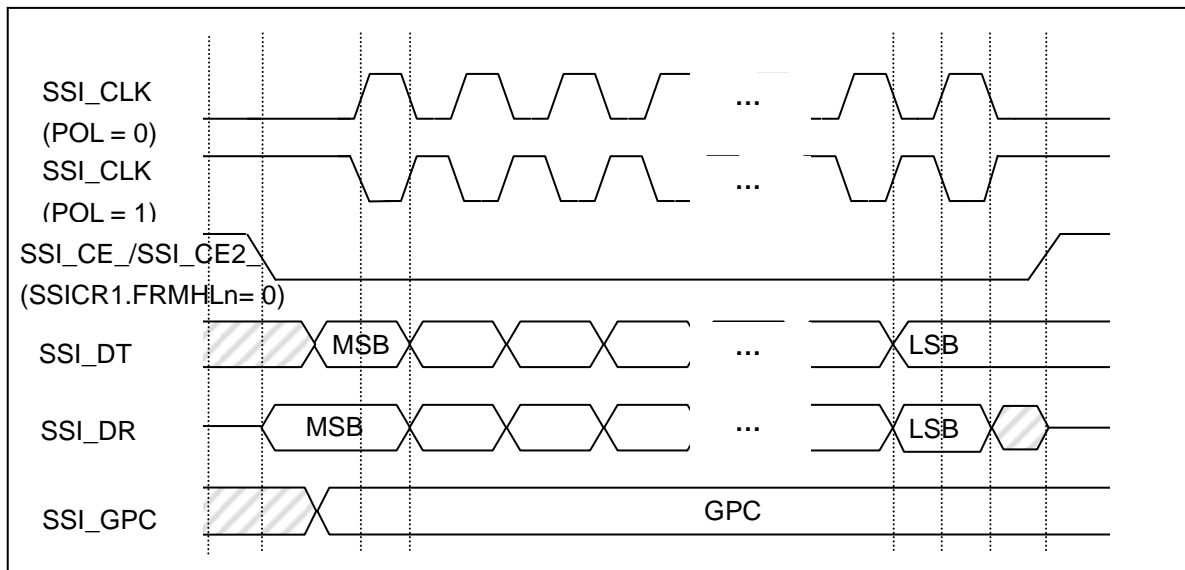 SSI_CLK
(POL = 0)
...
SSI_CLK
(POL = 1)
...
SSI_CE_/SSI_CE2_
(SSICR1.FRMHLn= 0)
SSI_DT MSB ... LSB
SSI_DR MSB ... LSB
SSI_GPC GPC